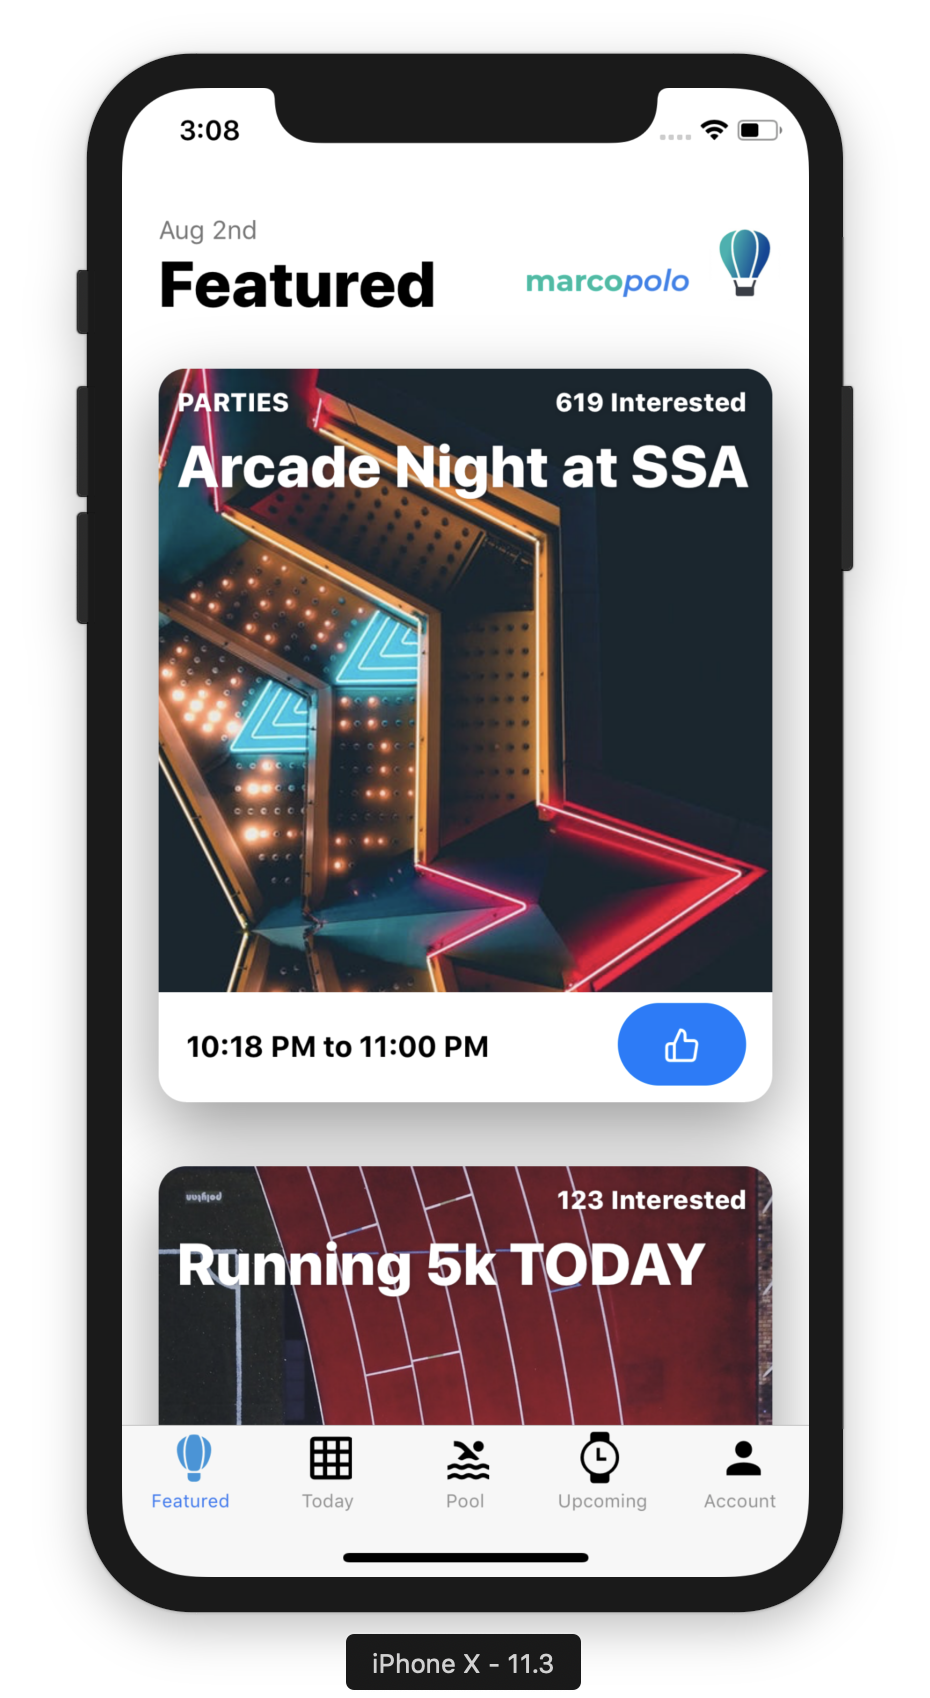 3:08
Aug 2nd
Featured
marcopolo
PARTIES
619 Interested
Arcade Night at SSA
10:18 PM to 11:00 PM
polytan
123 Interested
Running 5k TODAY
Featured
Today
Pool
Upcoming
Account
iPhone X - 11.3